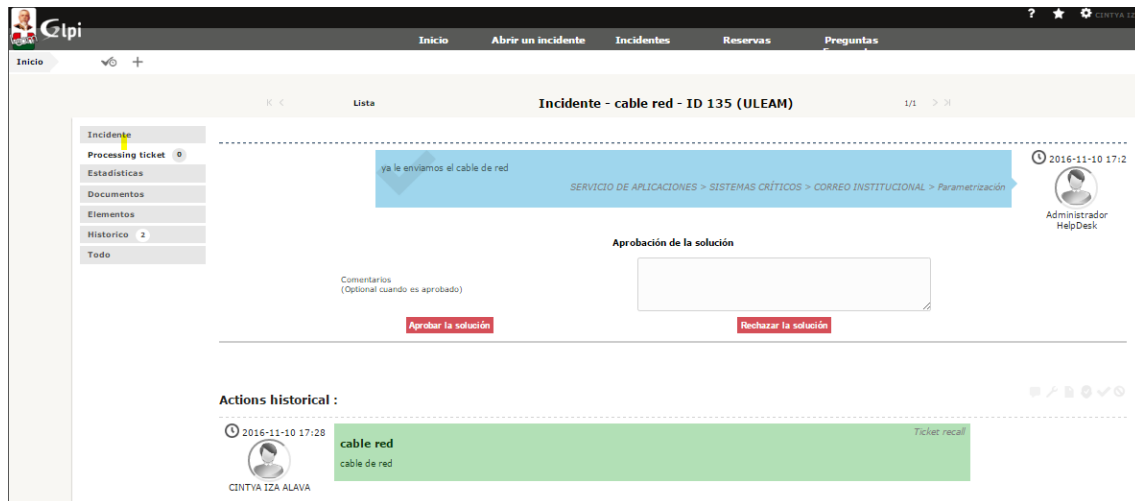 Glpi
? CINTYA IZ
Inicio Abrir un incidente Incidentes Reservas Preguntas
Inicio
Lista Incidente - cable red - ID 135 (ULEAM) 1/1
Incidente
Processing ticket 0
Estadisticas
Documentos
Elementos
Historico 2
Todo
2016-11-10 17:2
ya le enviamos el cable de red
SERVICIO DE APLICACIONES > SISTEMAS CRÍTICOS > CORREO INSTITUCIONAL > Parametrización
Administrador
HelpDesk
Aprobación de la solución
Comentarios
(Optional cuando es aprobado)
Aprobar la solución Rechazar la solución
Actions historical :
2016-11-10 17:28
Ticket recall
cable red
cable de red
CINTYA IZA ALAVA